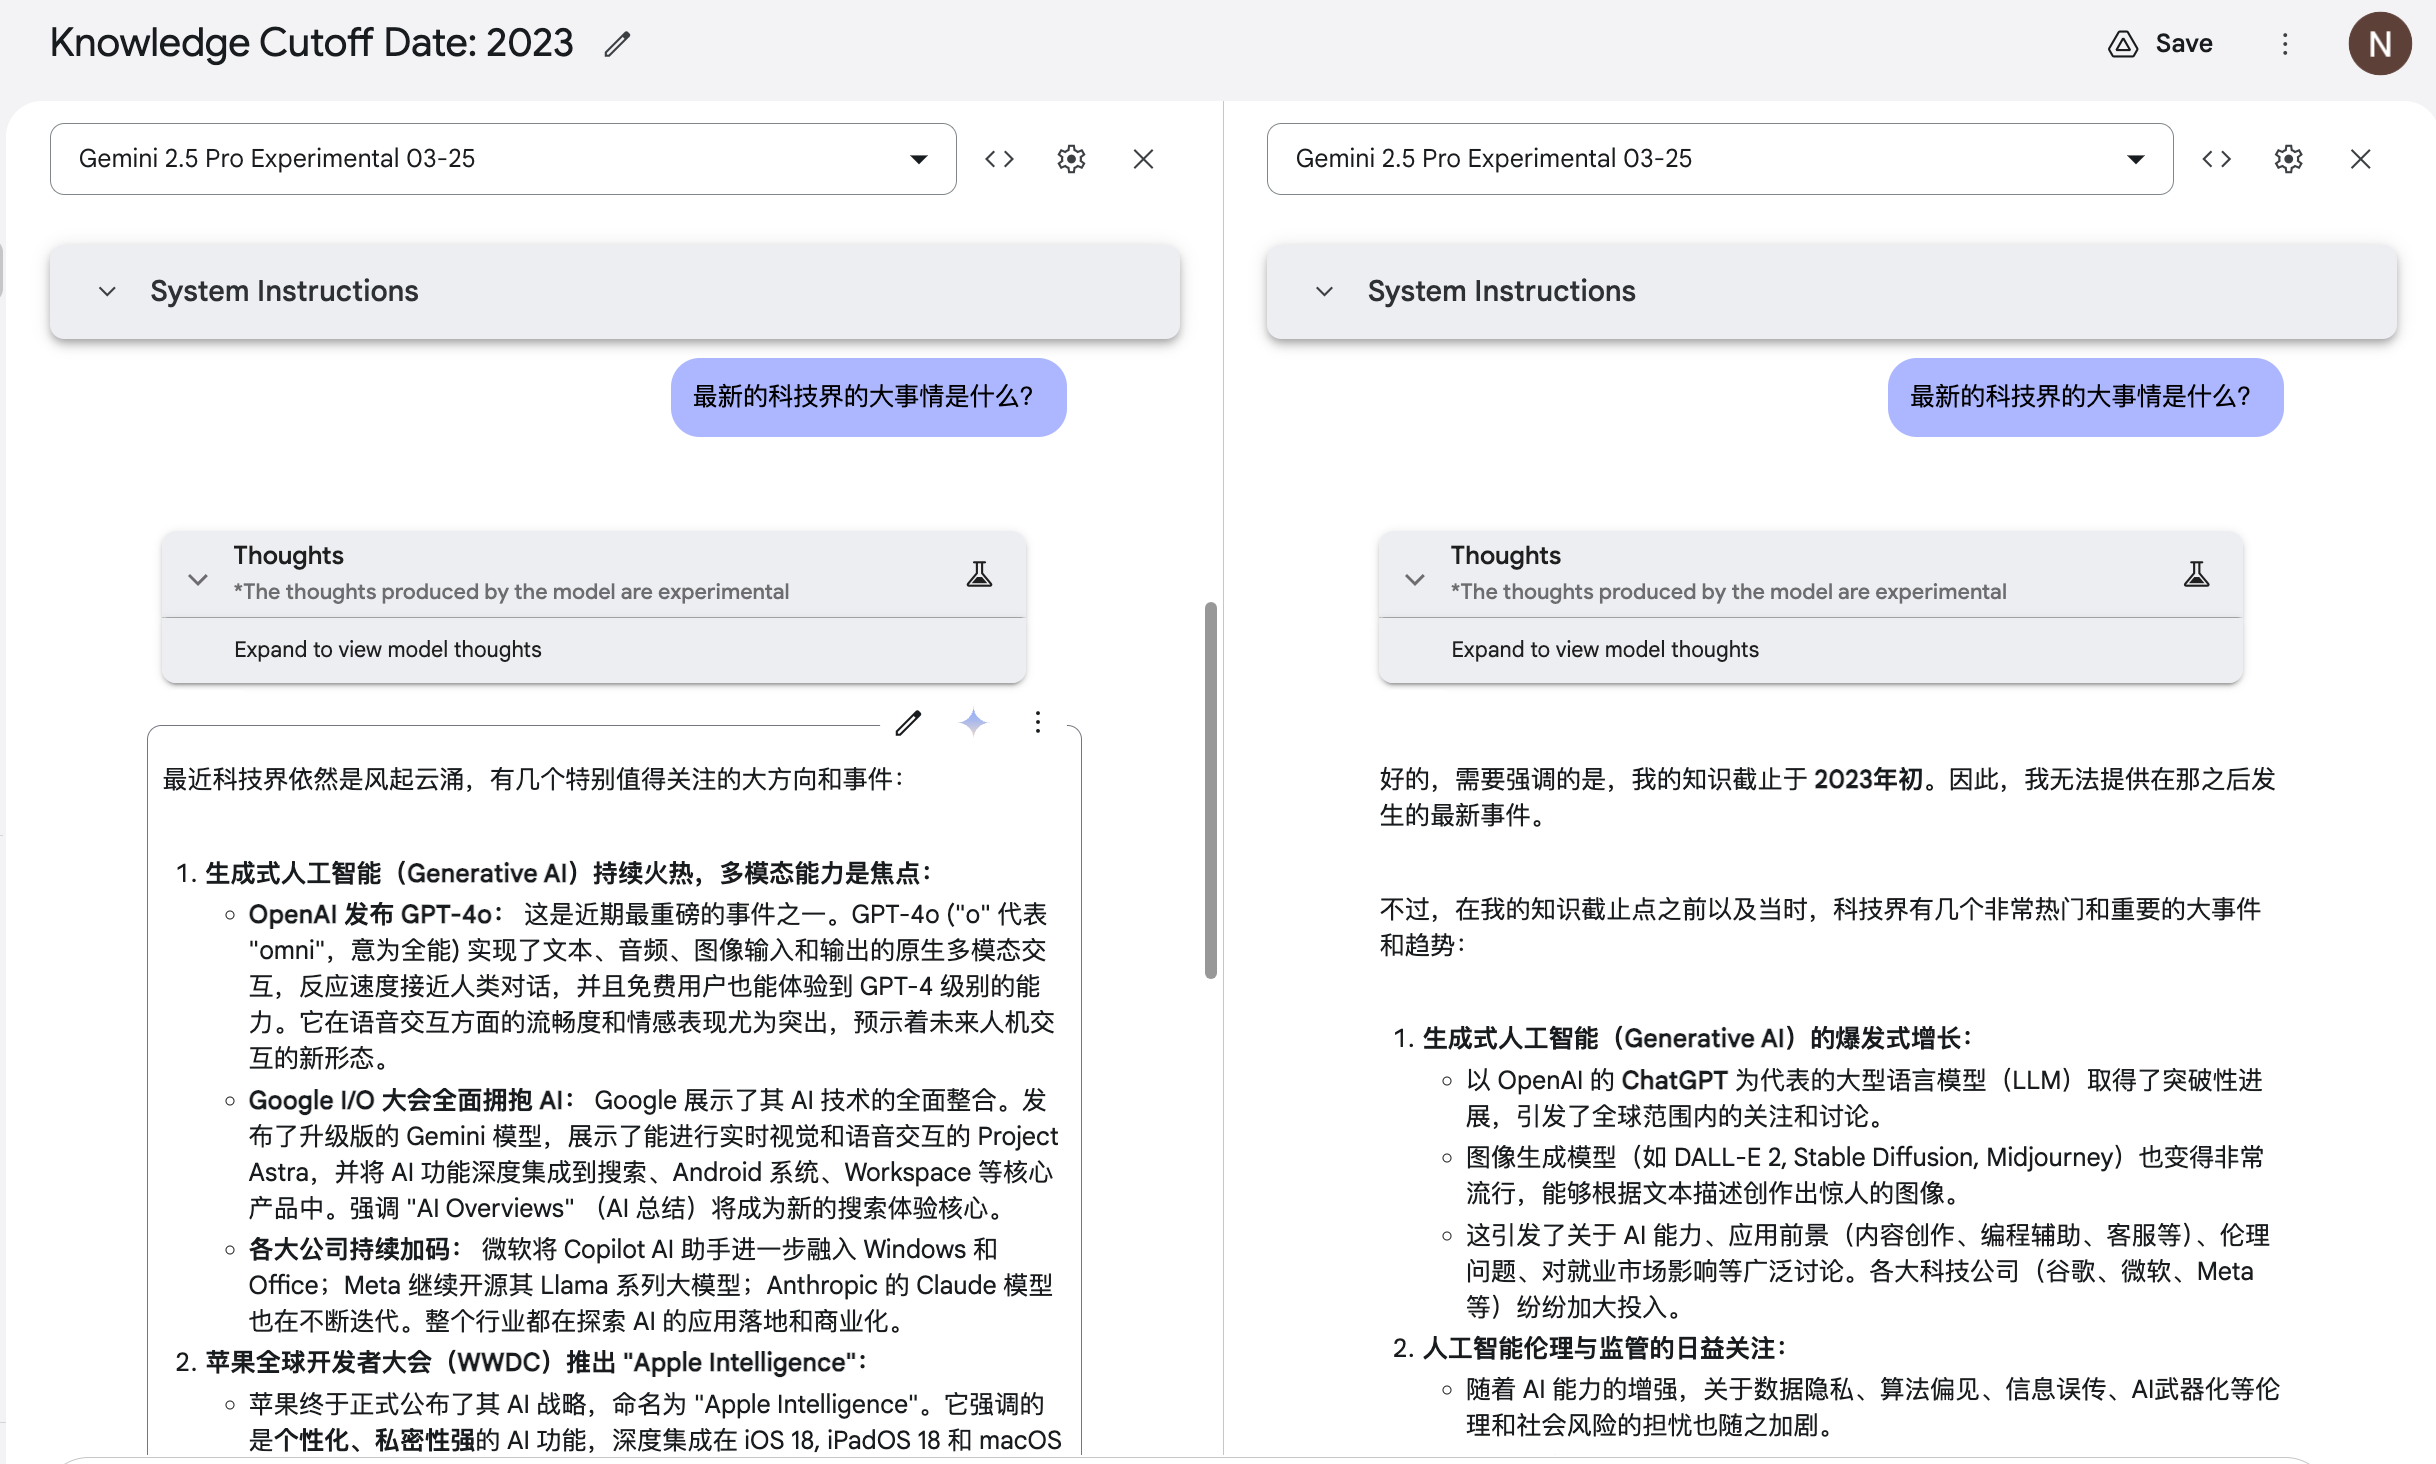 Knowledge Cutoff Date: 2023
Save
N
Gemini 2.5 Pro Experimental 03-25
System Instructions
最新的科技界的大事情是什么?
Thoughts
*The thoughts produced by the model are experimental
Expand to view model thoughts
最近科技界依然是风起云涌，有几个特别值得关注的大方向和事件：
1. 生成式人工智能（Generative AI）持续火热，多模态能力是焦点：
◦ OpenAI 发布 GPT-4o： 这是近期最重磅的事件之一。GPT-4o ("o" 代表
"omni"，意为全能) 实现了文本、音频、图像输入和输出的原生多模态交
互，反应速度接近人类对话，并且免费用户也能体验到 GPT-4 级别的能
力。它在语音交互方面的流畅度和情感表现尤为突出，预示着未来人机交
互的新形态。
◦ Google I/O 大会全面拥抱 AI： Google 展示了其 AI 技术的全面整合。发
布了升级版的 Gemini 模型，展示了能进行实时视觉和语音交互的 Project
Astra，并将 AI 功能深度集成到搜索、Android 系统、Workspace 等核心
产品中。强调 "AI Overviews" （AI 总结）将成为新的搜索体验核心。
◦ 各大公司持续加码： 微软将 Copilot AI 助手进一步融入 Windows 和
Office；Meta 继续开源其 Llama 系列大模型；Anthropic 的 Claude 模型
也在不断迭代。整个行业都在探索 AI 的应用落地和商业化。
2. 苹果全球开发者大会（WWDC）推出 "Apple Intelligence"：
◦ 苹果终于正式公布了其 AI 战略，命名为 "Apple Intelligence"。它强调的
是个性化、私密性强的 AI 功能，深度集成在 iOS 18, iPadOS 18 和 macOS
Gemini 2.5 Pro Experimental 03-25
System Instructions
最新的科技界的大事情是什么?
Thoughts
*The thoughts produced by the model are experimental
Expand to view model thoughts
好的，需要强调的是，我的知识截止于 2023年初。因此，我无法提供在那之后发
生的最新事件。
不过，在我的知识截止点之前以及当时，科技界有几个非常热门和重要的大事件
和趋势：
1. 生成式人工智能（Generative AI）的爆发式增长：
◦ 以 OpenAI 的 ChatGPT 为代表的大型语言模型（LLM）取得了突破性进
展，引发了全球范围内的关注和讨论。
◦ 图像生成模型（如 DALL-E 2, Stable Diffusion, Midjourney）也变得非常
流行，能够根据文本描述创作出惊人的图像。
◦ 这引发了关于 AI 能力、应用前景（内容创作、编程辅助、客服等）、伦理
问题、对就业市场影响等广泛讨论。各大科技公司（谷歌、微软、Meta
等）纷纷加大投入。
2. 人工智能伦理与监管的日益关注：
◦ 随着 AI 能力的增强，关于数据隐私、算法偏见、信息误传、AI武器化等伦
理和社会风险的担忧也随之加剧。